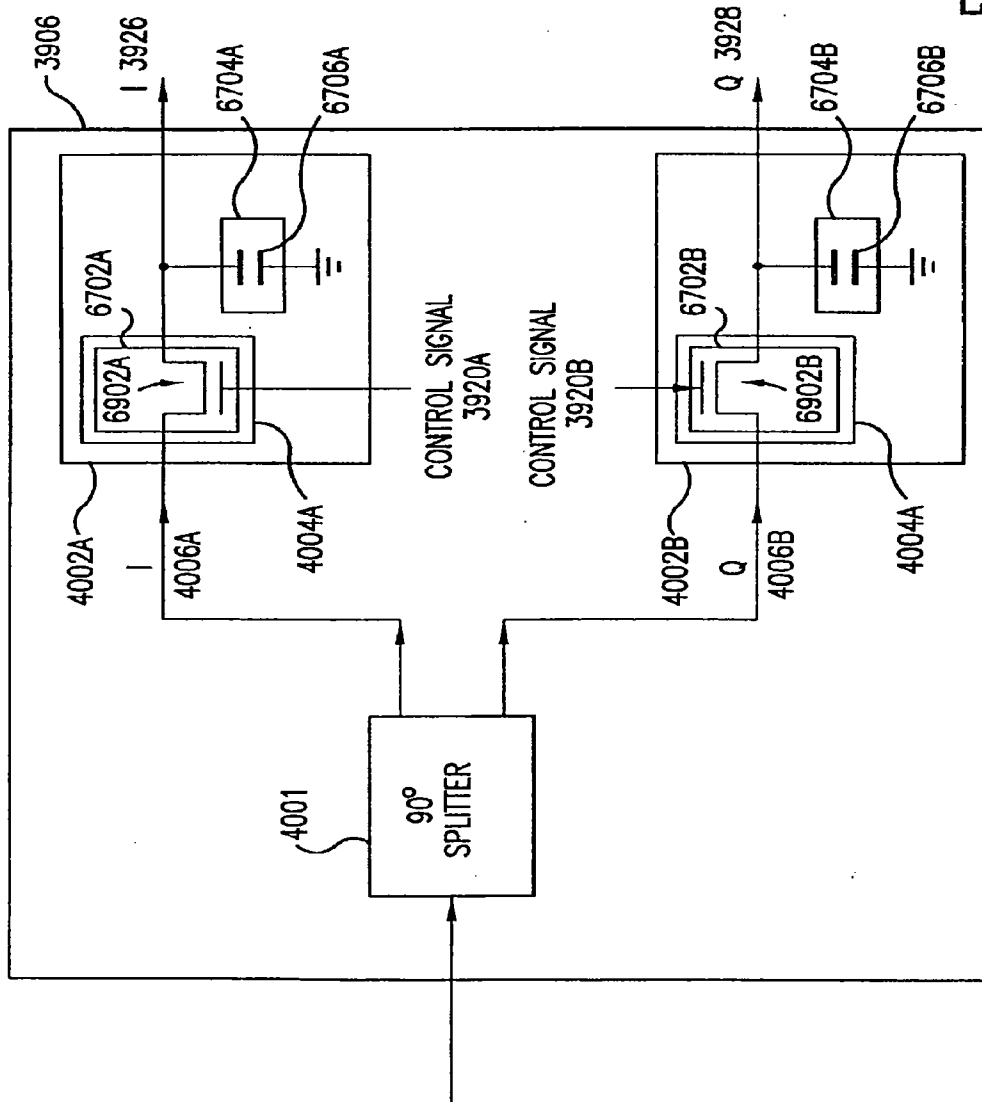 3906
I 3926
6704A
6706A
6702A
6902A
4002A
I
4006A
4004A
CONTROL SIGNAL
3920A
CONTROL SIGNAL
3920B
4001
90°
SPLITTER
Q 3928
6704B
6706B
6702B
6902B
4002B
Q
4006B
4004A